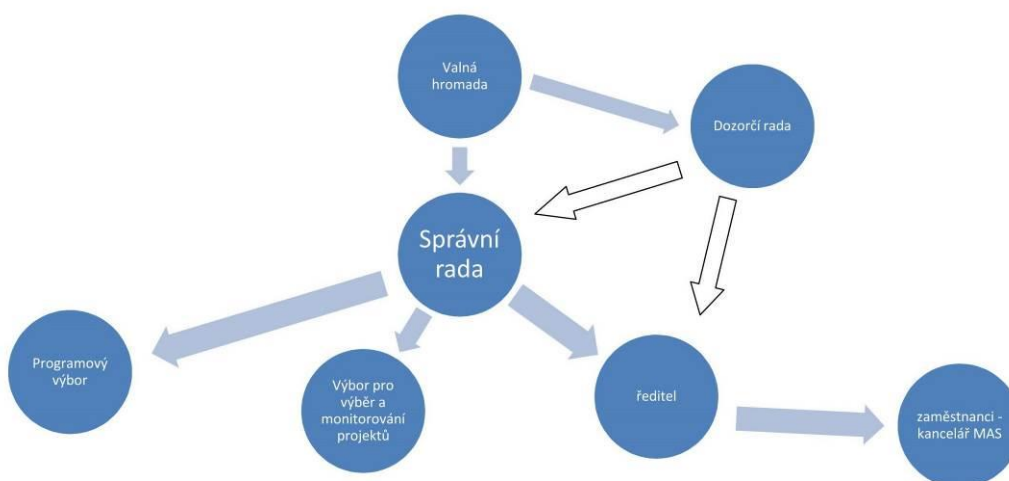 Valná
hromada
Dozorčí rada
Správní
rada
Programový
výbor
Výbor pro
výběr a
monitorování
projektů
ředitel
zaměstnanci -
kancelář MAS